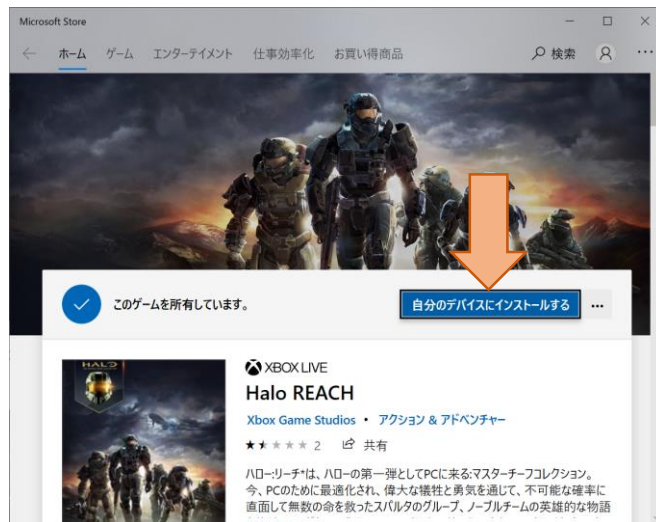 Microsoft Store
ホーム ゲーム エンターテイメント 仕事効率化 お買い得商品 検索
このゲームを所有しています。
自分のデバイスにインストールする
HALO
XBOX LIVE
Halo REACH
Xbox Game Studios • アクション & アドベンチャー
2 共有
ハロー:リーチ*は、ハローの第一弾としてPCに来る:マスターチーフコレクション。
今、PCのために最適化され、偉大な犠牲と勇気を通じて、不可能な確率に
直面して無数の命を救ったスパルタのグループ、ノーブルチームの英雄的な物語